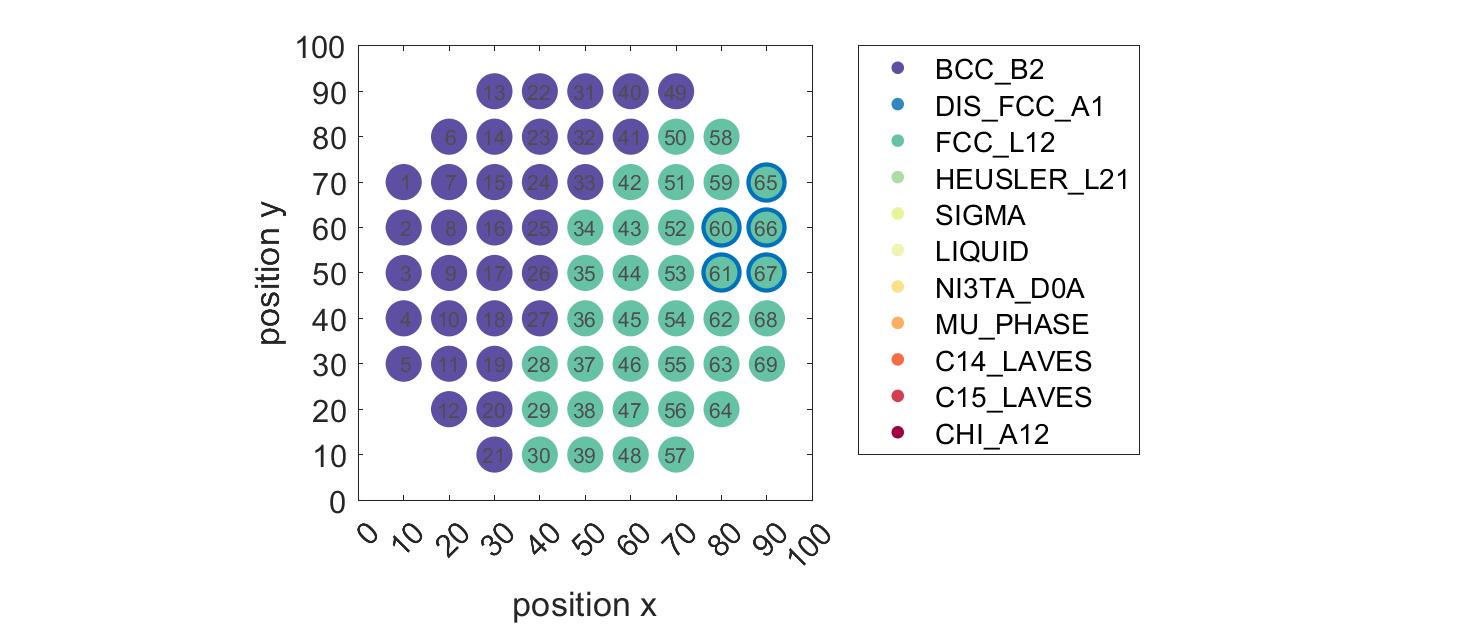 100
90
80
70
60
50
40
30
20
10
0
position y
13 22 31 40 49
6 14 23 32 41 50 58
1 7 15 24 33 42 51 59 65
2 8 16 25 34 43 52 60 66
3 9 17 26 35 44 53 61 67
4 10 18 27 36 45 54 62 68
5 11 19 28 37 46 55 63 69
12 20 29 38 47 56 64
21 30 39 48 57
0 10 20 30 40 50 60 70 80 90 100
position x
BCC_B2
DIS_FCC_A1
FCC_L12
HEUSLER_L21
SIGMA
LIQUID
NI3TA_D0A
MU_PHASE
C14_LAVES
C15_LAVES
CHI_A12